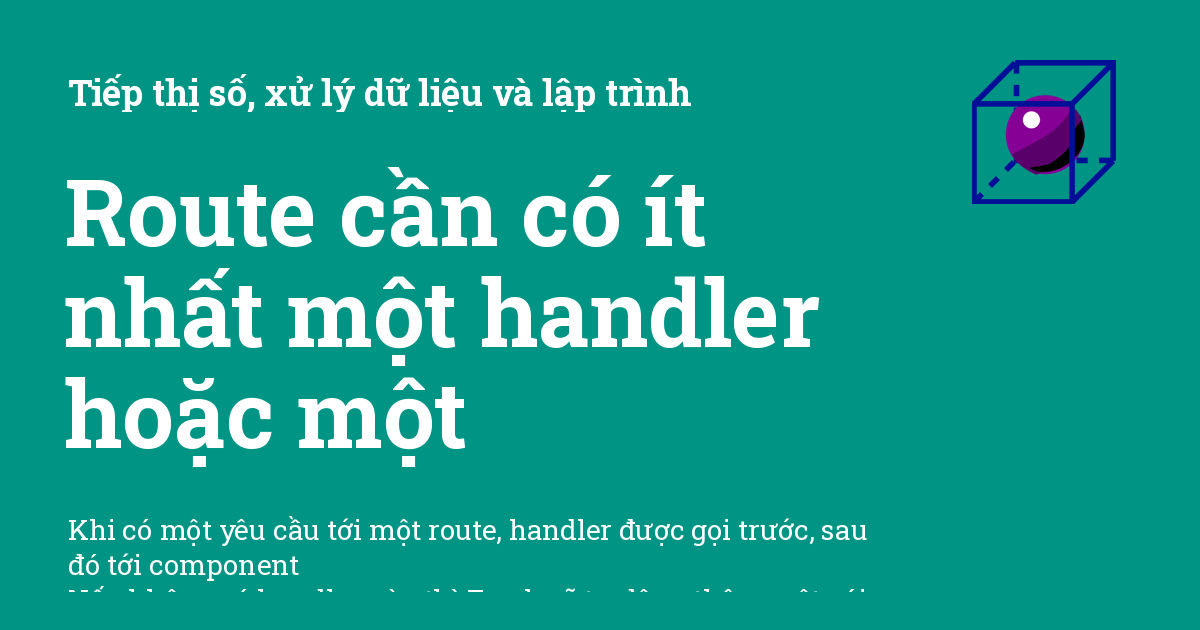 Tiếp thị số, xử lý dữ liệu và lập trình
Route cần có ít
nhất một handler
hoặc một
Khi có một yêu cầu tới một route, handler được gọi trước, sau
đó tới component